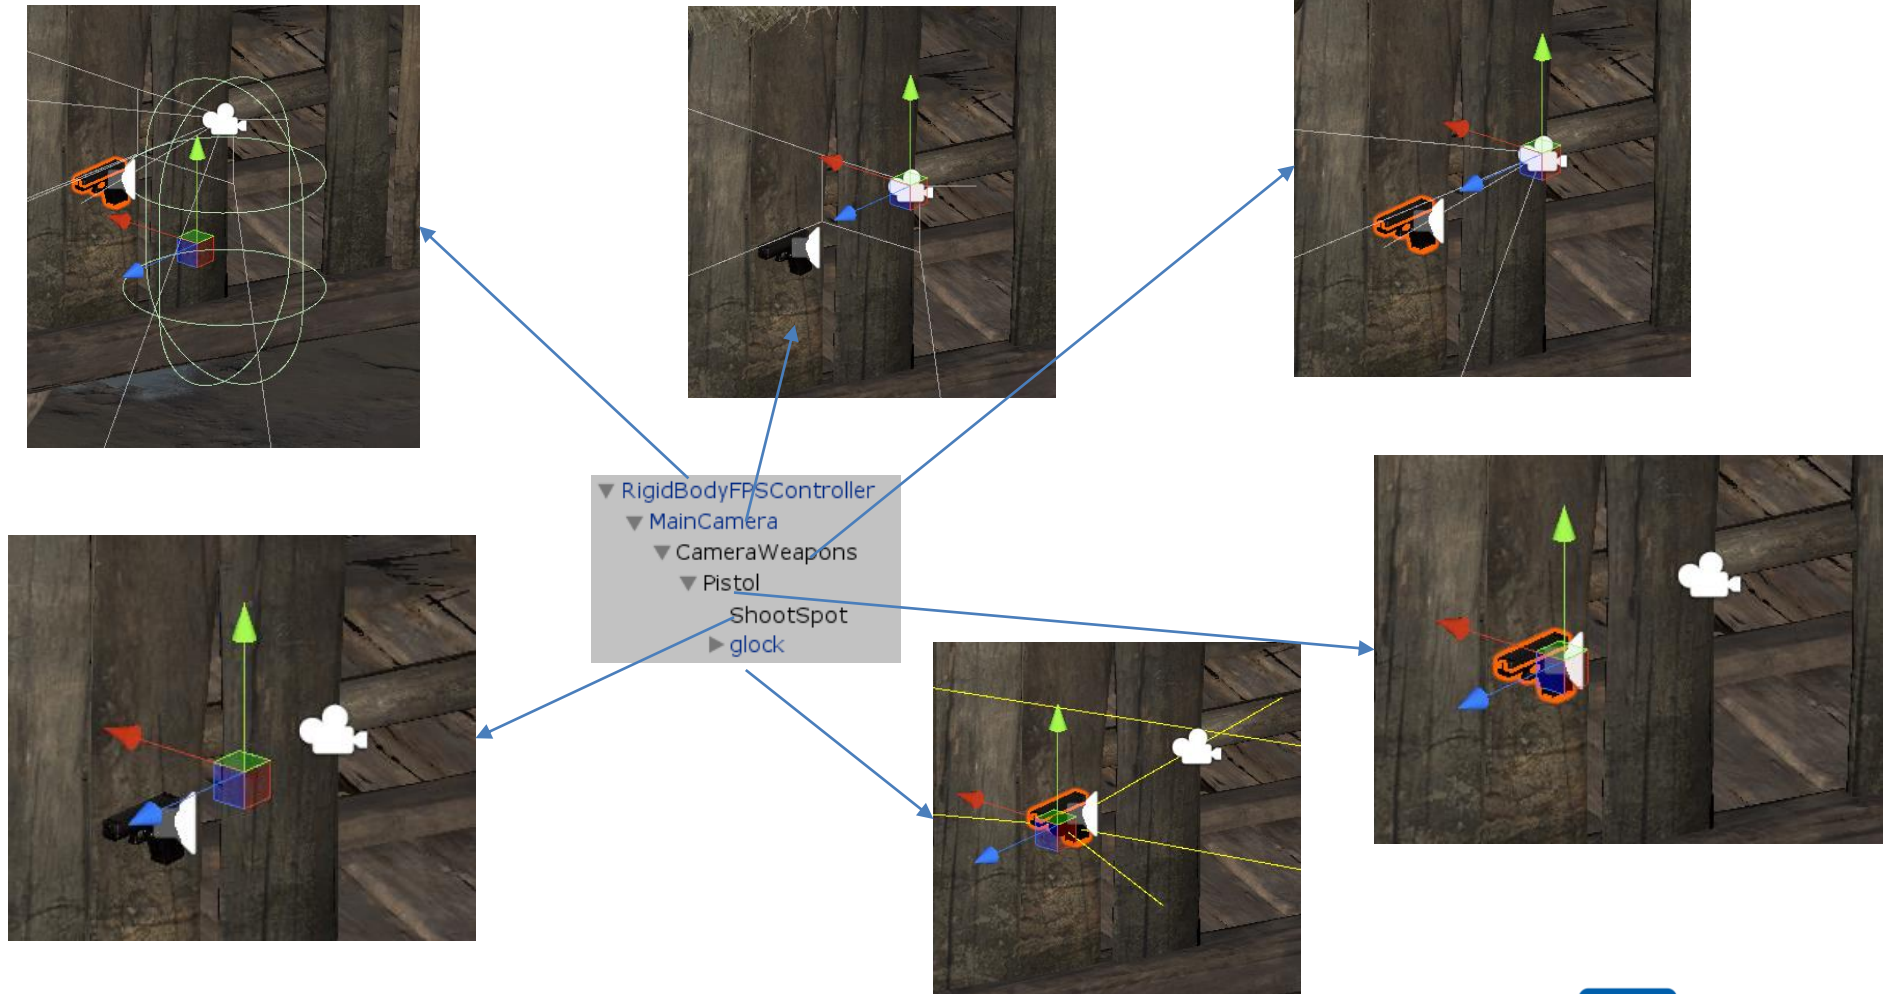 RigidBodyFPSController
MainCamera
CameraWeapons
Pistol
ShootSpot
glock